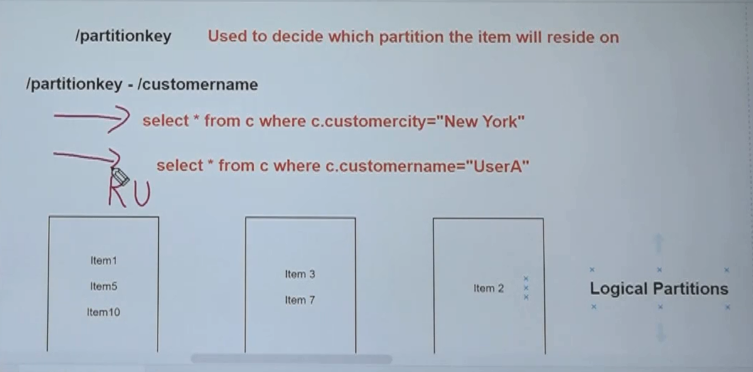 /partitionkey Used to decide which partition the item will reside on
/partitionkey - /customername
select * from c where c.customercity="New York"
select * from c where c.customername="UserA"
RU
Item1
Item5
Item10
Item 3
Item 7
Item 2
Logical Partitions